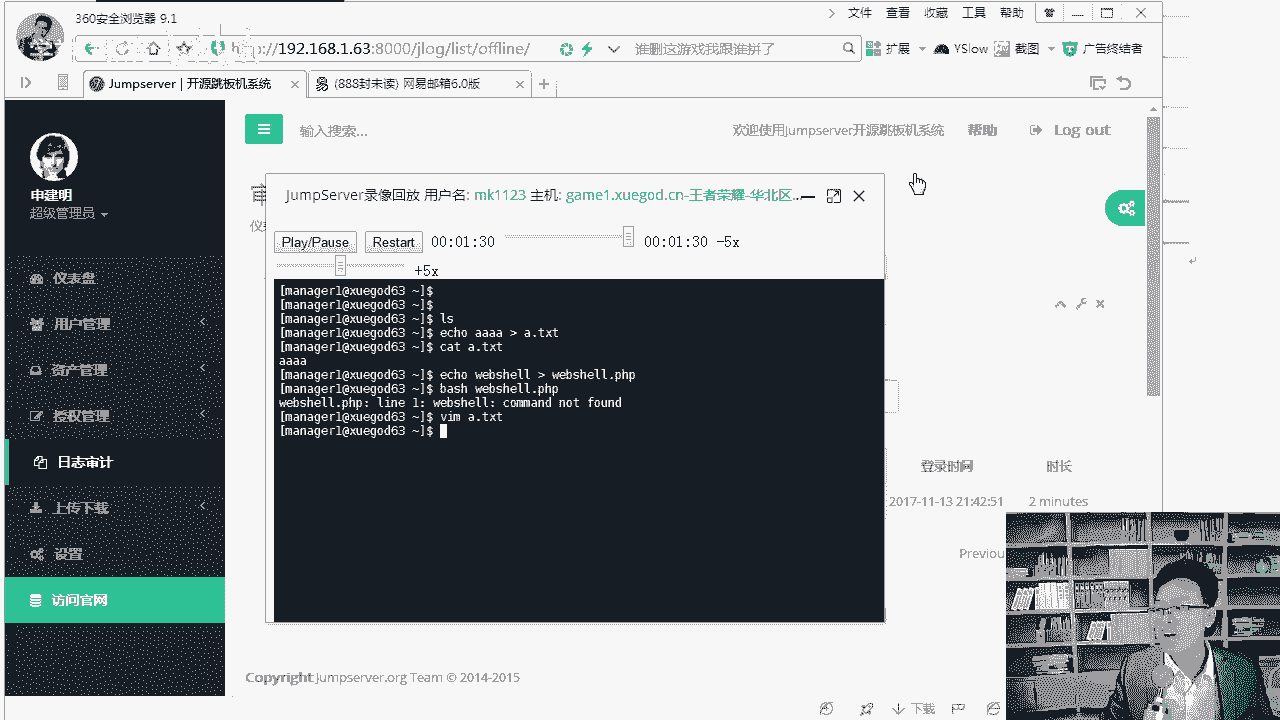 360安全浏览器 9.1
文件 查看 收藏 工具 帮助
http://192.168.1.63:8000/jlog/list/offline/
谁删这游戏我跟谁拼了
扩展 YSlow 截图 广告终结者
Jumpserver | 开源跳板机系统
(888封未读) 网易邮箱6.0版
输入搜索...
欢迎使用Jumpserver开源跳板机系统 帮助 Log out
申建明
超级管理员
仪表盘
用户管理
资产管理
授权管理
日志审计
上传下载
设置
访问官网
JumpServer录像回放 用户名: mk1123 主机: game1.xuegod.cn-王者荣耀-华北区...
Play/Pause Restart 00:01:30 00:01:30 -5x
+5x
[manager1@xuegod63 ~]$
[manager1@xuegod63 ~]$
[manager1@xuegod63 ~]$ ls
[manager1@xuegod63 ~]$ echo aaaa > a.txt
[manager1@xuegod63 ~]$ cat a.txt
aaaa
[manager1@xuegod63 ~]$ echo webshell > webshell.php
[manager1@xuegod63 ~]$ bash webshell.php
webshell.php: line 1: webshell: command not found
[manager1@xuegod63 ~]$ vim a.txt
[manager1@xuegod63 ~]$
登录时间 时长
2017-11-13 21:42:51 2 minutes
Previou
Copyright Jumpserver.org Team © 2014-2015
下载